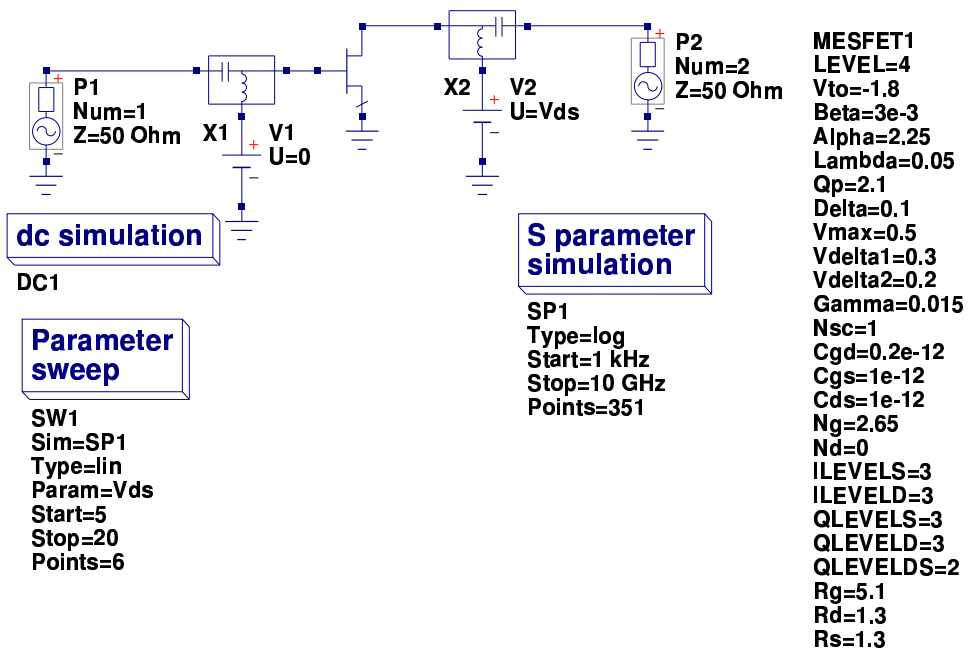 P1
Num=1
Z=50 Ohm
X1
V1
U=0
X2
V2
U=Vds
P2
Num=2
Z=50 Ohm
dc simulation
DC1
Parameter
sweep
SW1
Sim=SP1
Type=lin
Param=Vds
Start=5
Stop=20
Points=6
S parameter
simulation
SP1
Type=log
Start=1 kHz
Stop=10 GHz
Points=351
MESFET1
LEVEL=4
Vto=-1.8
Beta=3e-3
Alpha=2.25
Lambda=0.05
Qp=2.1
Delta=0.1
Vmax=0.5
Vdelta1=0.3
Vdelta2=0.2
Gamma=0.015
Nsc=1
Cgd=0.2e-12
Cgs=1e-12
Cds=1e-12
Ng=2.65
Nd=0
ILEVELS=3
ILEVELD=3
QLEVELS=3
QLEVELD=3
QLEVELDS=2
Rg=5.1
Rd=1.3
Rs=1.3